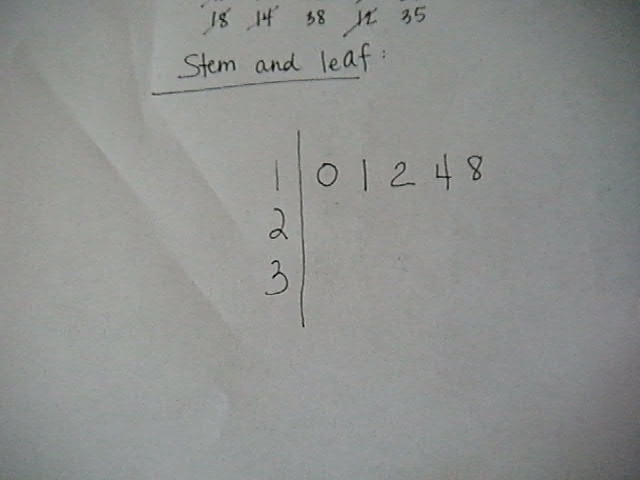 18 14 38 12 35
Stem and leaf:
1 | 0 1 2 4 8
2 |
3 |